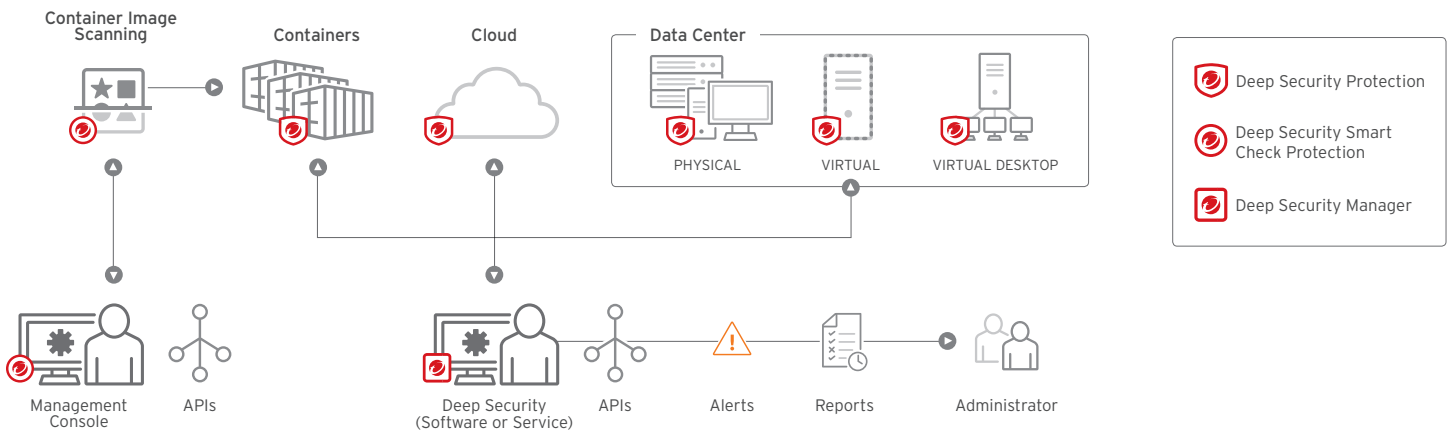 Container Image
Scanning
Containers
Cloud
Data Center
PHYSICAL
VIRTUAL
VIRTUAL DESKTOP
Deep Security Protection
Deep Security Smart
Check Protection
Deep Security Manager
Management
Console
APIs
Deep Security
(Software or Service)
APIs
Alerts
Reports
Administrator